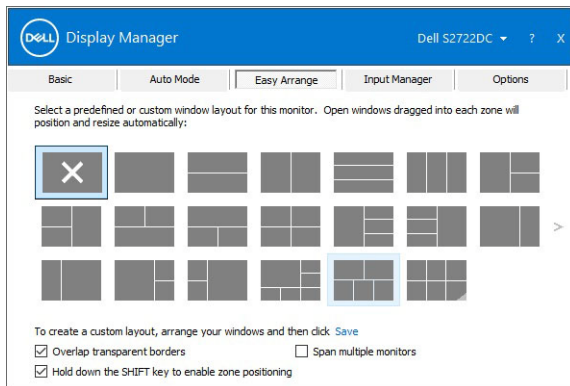 DELL Display Manager Dell S2722DC ? X
Basic Auto Mode Easy Arrange Input Manager Options
Select a predefined or custom window layout for this monitor. Open windows dragged into each zone will
position and resize automatically:
>
To create a custom layout, arrange your windows and then click Save
Overlap transparent borders Span multiple monitors
Hold down the SHIFT key to enable zone positioning